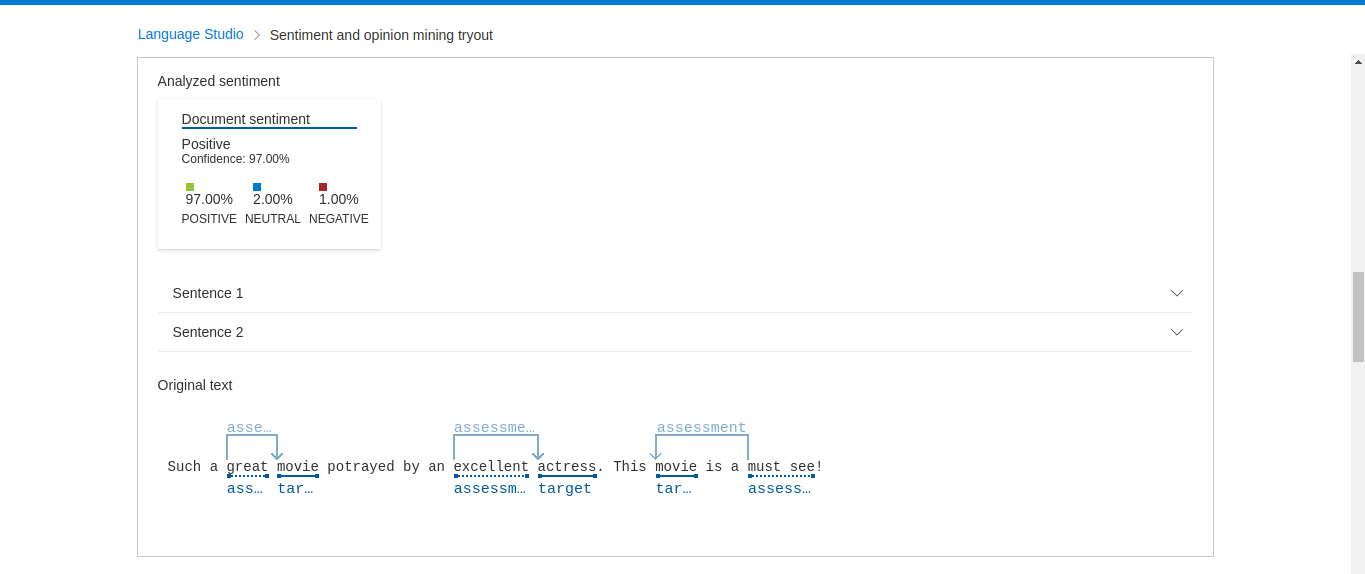 Language Studio > Sentiment and opinion mining tryout
Analyzed sentiment
Document sentiment
Positive
Confidence: 97.00%
97.00% 2.00% 1.00%
POSITIVE NEUTRAL NEGATIVE
Sentence 1
Sentence 2
Original text
asse… assessme… assessment
Such a great movie potrayed by an excellent actress. This movie is a must see!
ass… tar… assessm… target tar… assess…